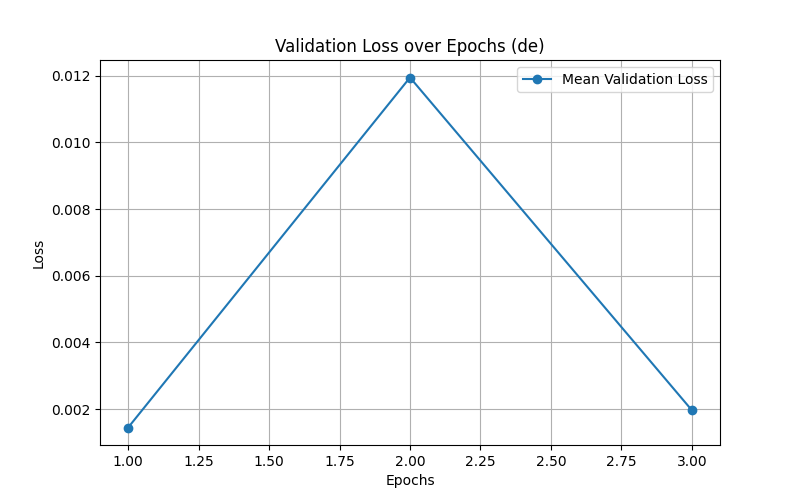 Validation Loss over Epochs (de)
Mean Validation Loss
0.012
0.010
0.008
0.006
0.004
0.002
Loss
1.00 1.25 1.50 1.75 2.00 2.25 2.50 2.75 3.00
Epochs